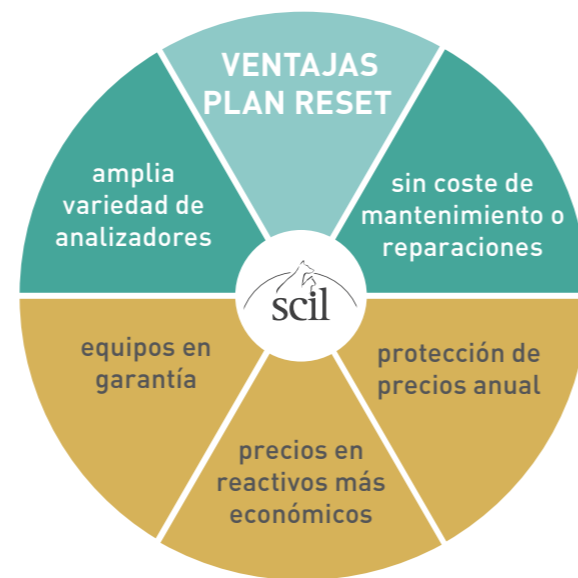 VENTAJAS
PLAN RESET
sin coste de
mantenimiento o
reparaciones
protección de
precios anual
precios en
reactivos más
económicos
equipos en
garantía
amplia
variedad de
analizadores
scil